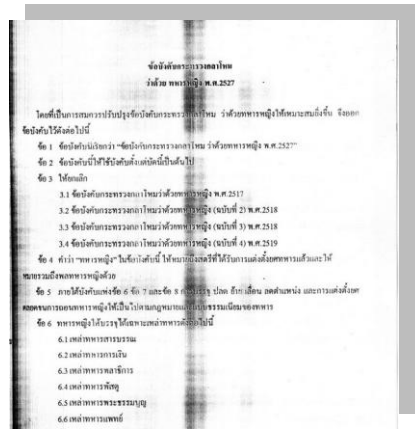 ข้อบังคับกระทรวงกลาโหม
ว่าด้วย ทหารหญิง พ.ศ.2527
โดยที่เป็นการสมควรปรับปรุงข้อบังคับกระทรวงกลาโหม ว่าด้วยทหารหญิงให้เหมาะสมยิ่งขึ้น จึงออก
ข้อบังคับไว้ดังต่อไปนี้
ข้อ 1 ข้อบังคับนี้เรียกว่า "ข้อบังคับกระทรวงกลาโหม ว่าด้วยทหารหญิง พ.ศ.2527"
ข้อ 2 ข้อบังคับนี้ให้ใช้บังคับตั้งแต่บัดนี้เป็นต้นไป
ข้อ 3 ให้ยกเลิก
3.1 ข้อบังคับกระทรวงกลาโหมว่าด้วยทหารหญิง พ.ศ.2517
3.2 ข้อบังคับกระทรวงกลาโหมว่าด้วยทหารหญิง (ฉบับที่ 2) พ.ศ.2518
3.3 ข้อบังคับกระทรวงกลาโหมว่าด้วยทหารหญิง (ฉบับที่ 3) พ.ศ.2518
3.4 ข้อบังคับกระทรวงกลาโหมว่าด้วยทหารหญิง (ฉบับที่ 4) พ.ศ.2519
ข้อ 4 คำว่า "ทหารหญิง" ในข้อบังคับนี้ ให้หมายถึงสตรีที่ได้รับการแต่งตั้งยศทหารแล้วและให้
หมายรวมถึงพลทหารหญิงด้วย
ข้อ 5 ภายใต้บังคับแห่งข้อ 6 ข้อ 7 และข้อ 8 การบรรจุ ปลด ย้าย เลื่อน ลดตำแหน่ง และการแต่งตั้งยศ
ตลอดจนการถอนทหารหญิงให้เป็นไปตามกฎหมายและแบบธรรมเนียมของทหาร
ข้อ 6 ทหารหญิงให้บรรจุได้เฉพาะเหล่าทหารดังต่อไปนี้
6.1 เหล่าทหารสารบรรณ
6.2 เหล่าทหารการเงิน
6.3 เหล่าทหารพลาธิการ
6.4 เหล่าทหารพัสดุ
6.5 เหล่าทหารพระธรรมนูญ
6.6 เหล่าทหารแพทย์